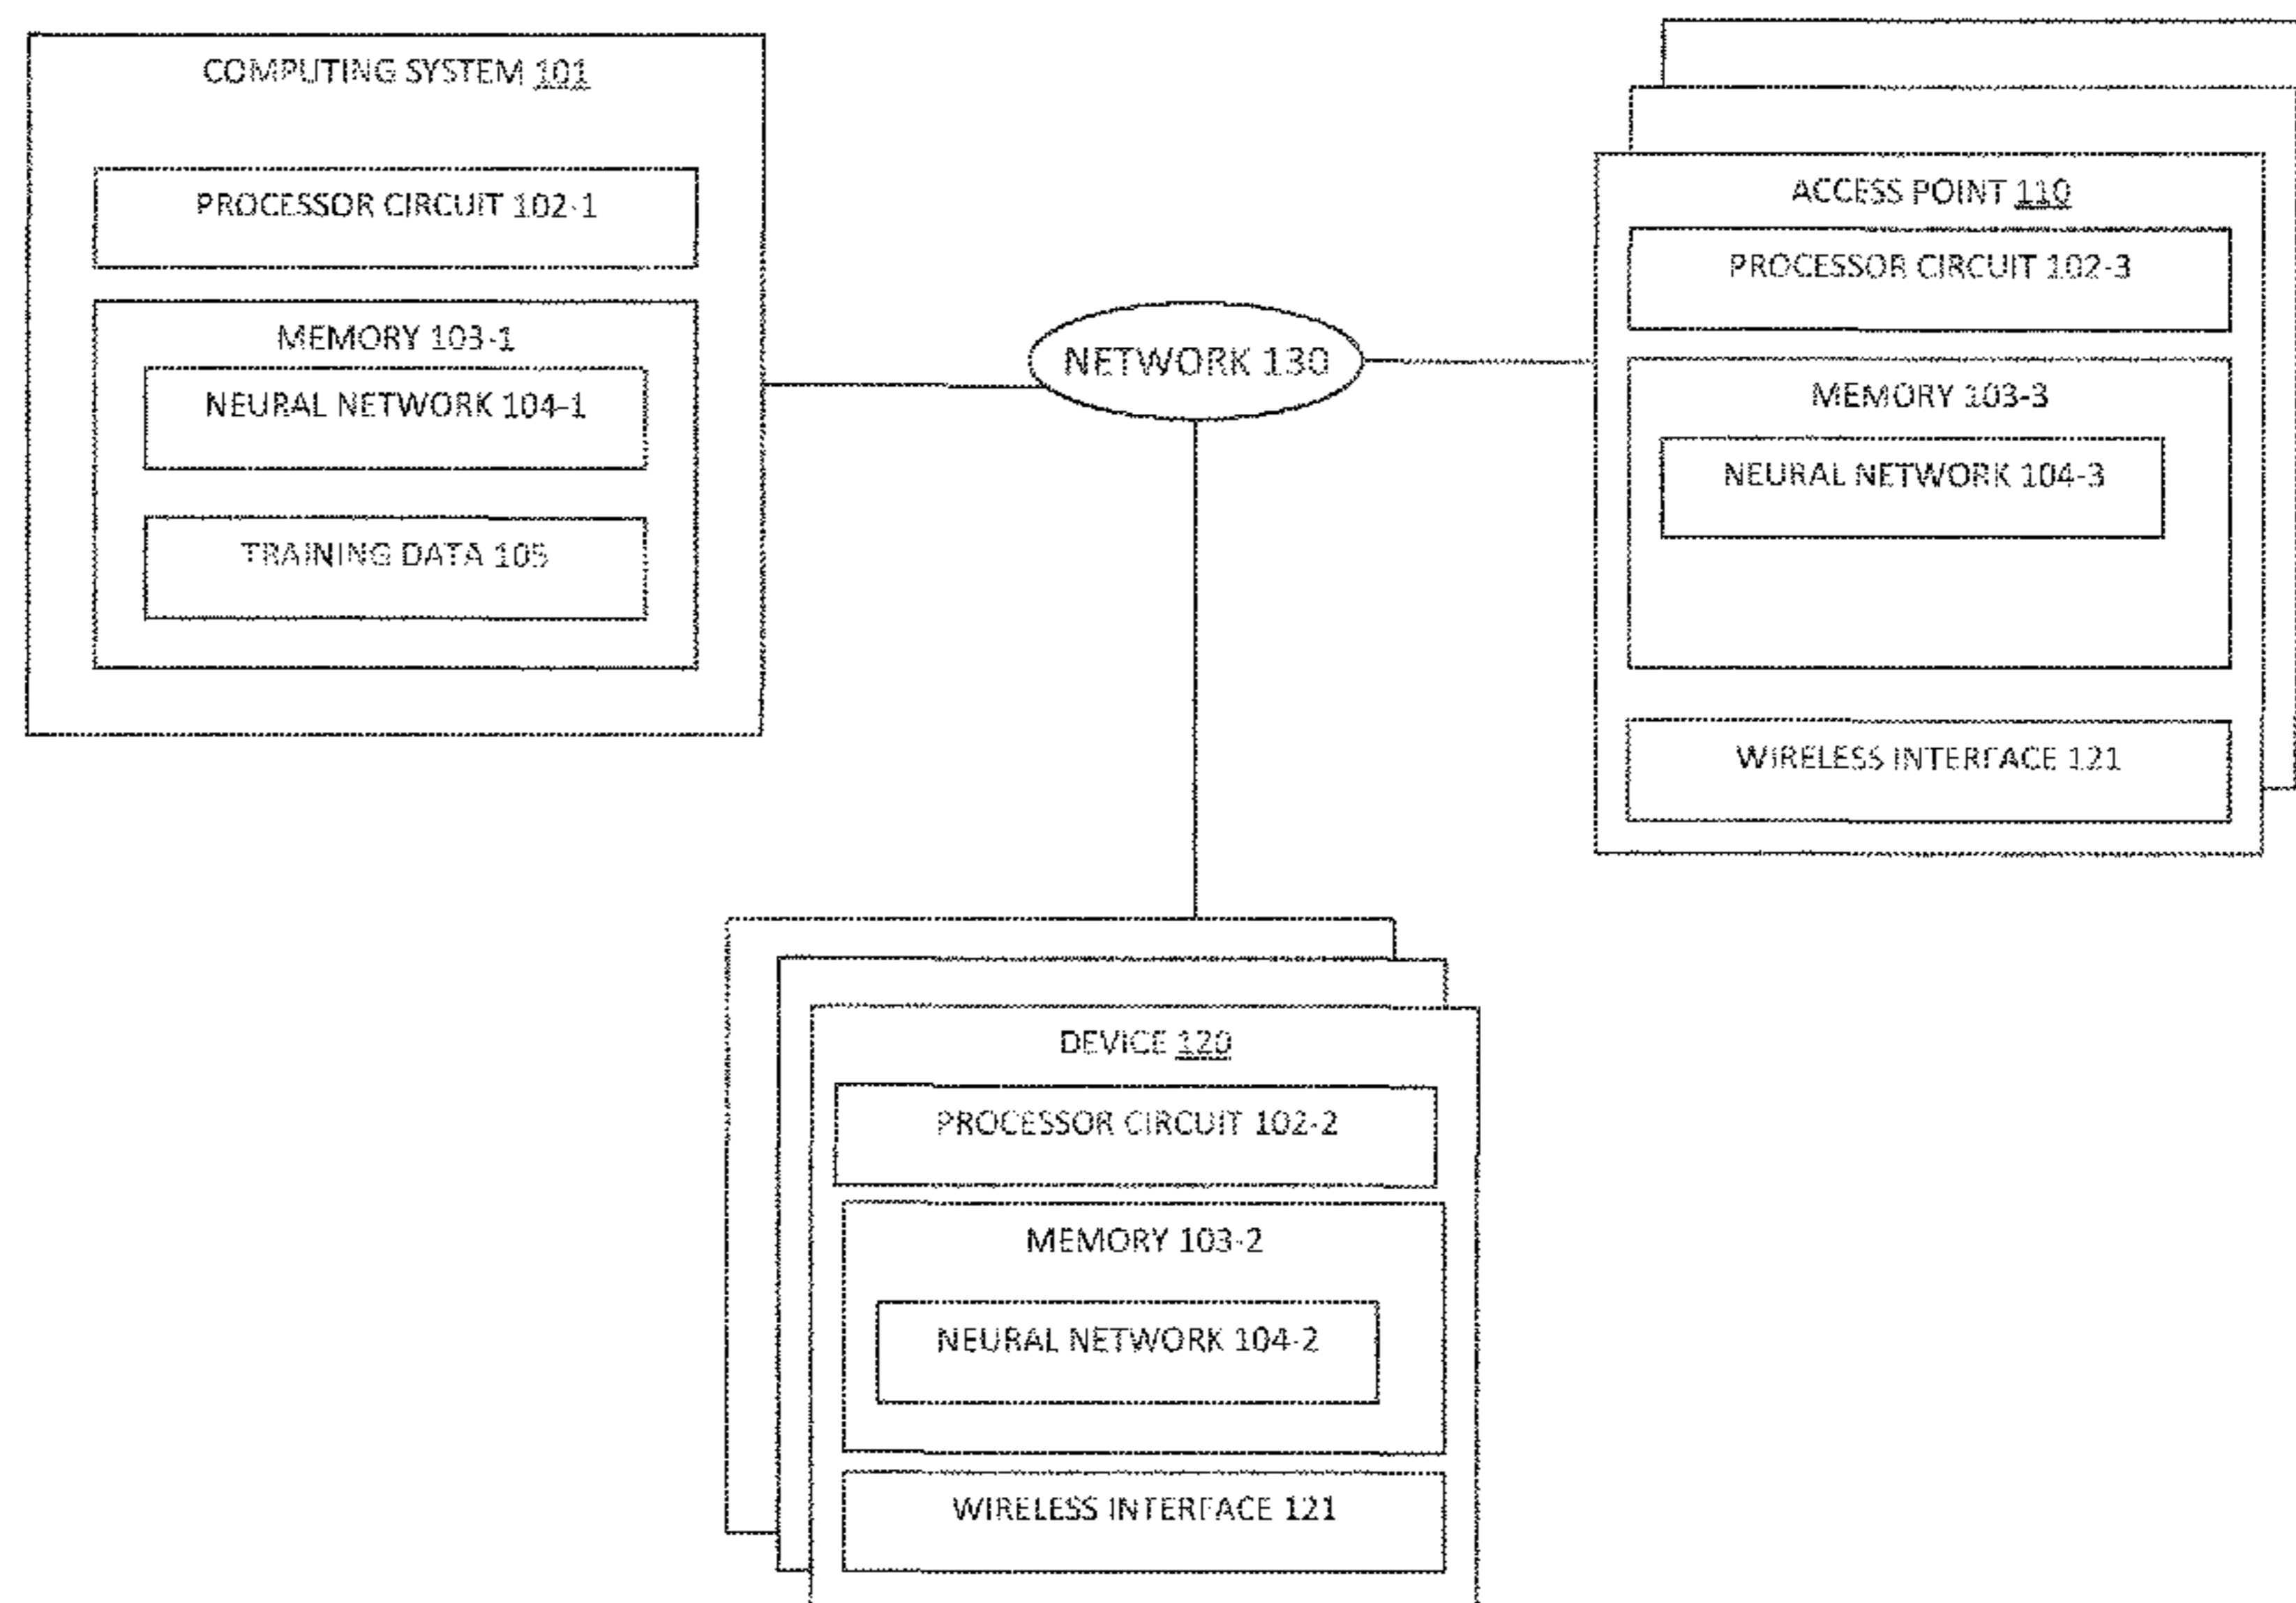 COMPUTING SYSTEM 101
PROCESSOR CIRCUIT 102-1
MEMORY 103-1
NEURAL NETWORK 104-1
TRAINING DATA 105
NETWORK 130
ACCESS POINT 110
PROCESSOR CIRCUIT 102-3
MEMORY 103-3
NEURAL NETWORK 104-3
WIRELESS INTERFACE 121
DEVICE 120
PROCESSOR CIRCUIT 102-2
MEMORY 103-2
NEURAL NETWORK 104-2
WIRELESS INTERFACE 121